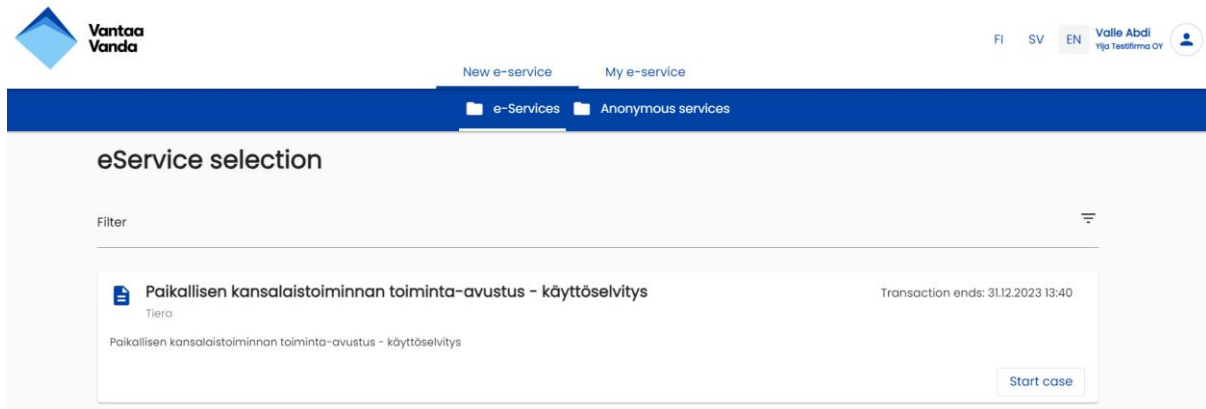 Vantaa
Vanda
FI SV EN Valle Abdi
Ylja Testifirma OY
New e-service My e-service
e-Services Anonymous services
eService selection
Filter
Paikallisen kansalaistoiminnan toiminta-avustus - käyttöselvitys Transaction ends: 31.12.2023 13:40
Tiera
Paikallisen kansalaistoiminnan toiminta-avustus - käyttöselvitys
Start case